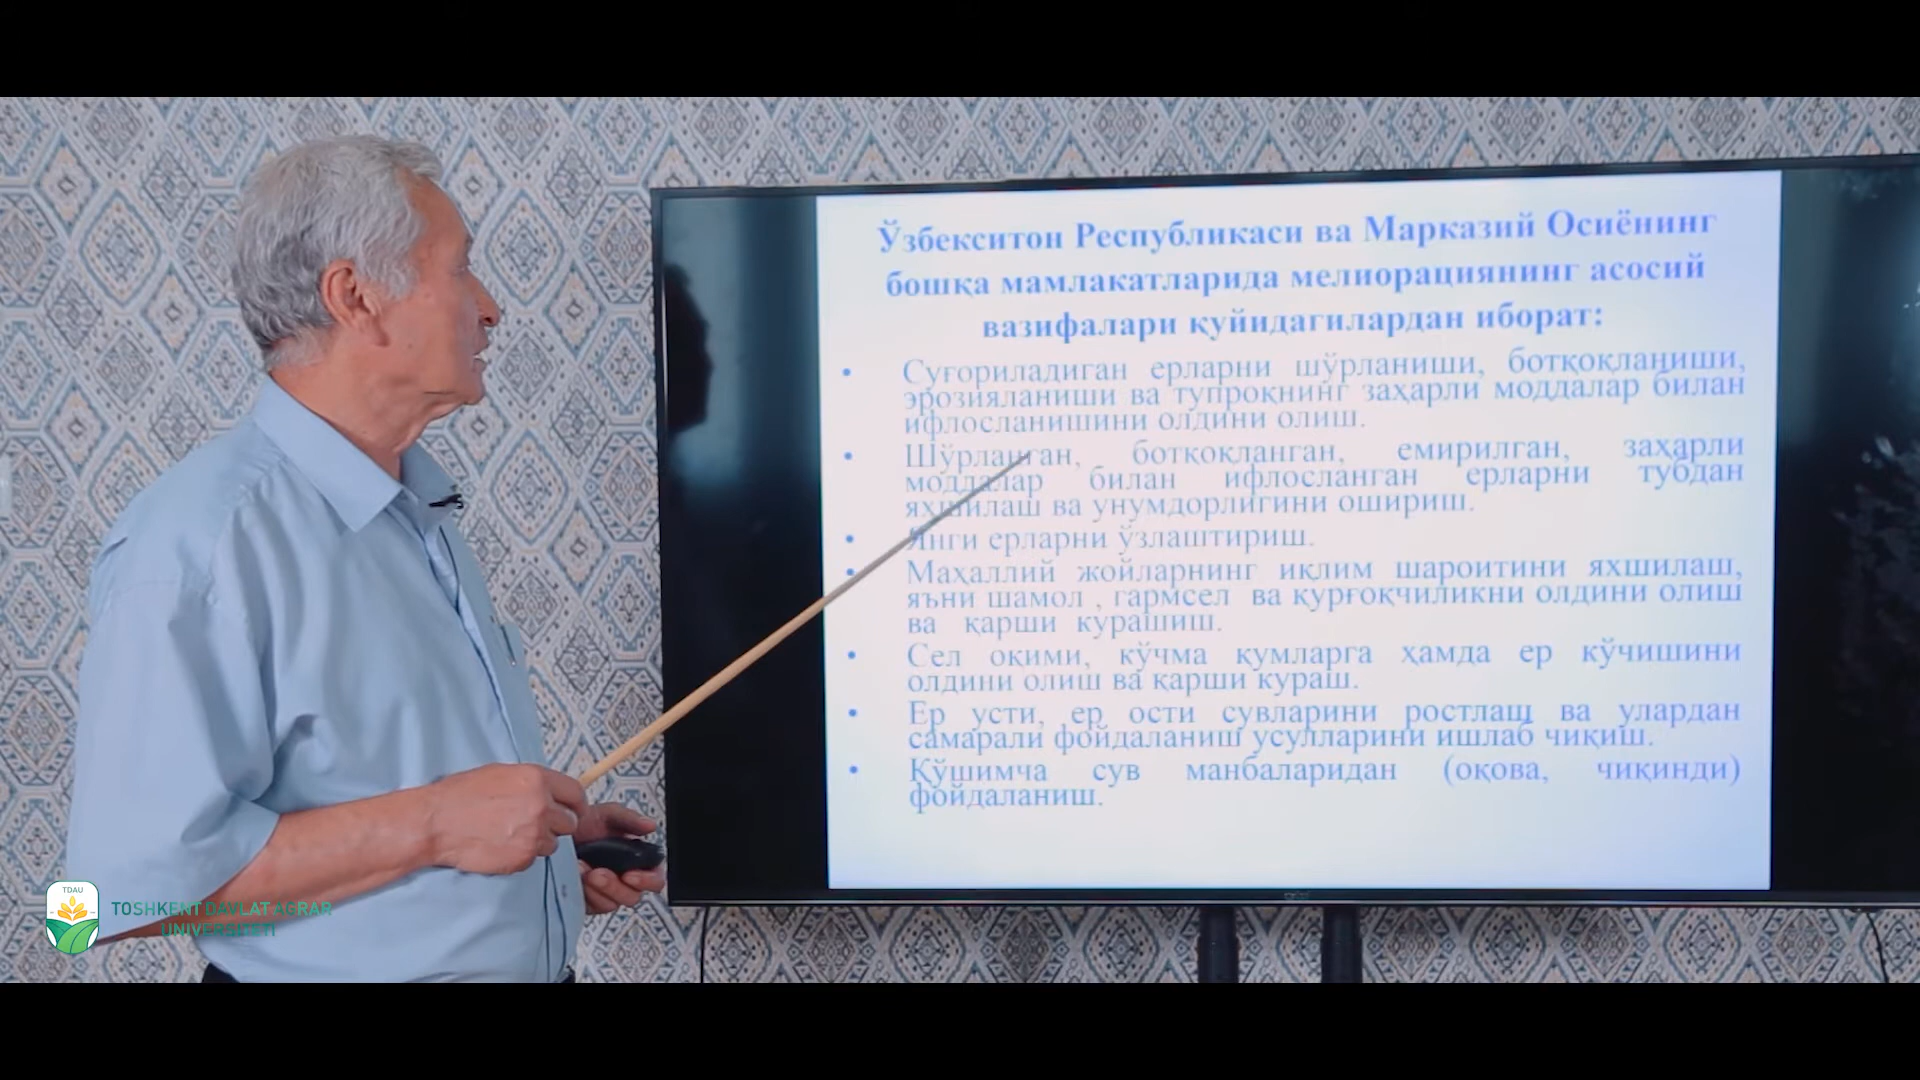 Ўзбекситон Республикаси ва Марказий Осиёнинг
бошқа мамлакатларида мелиорациянинг асосий
вазифалари қуйидагилардан иборат:
• Суғориладиган ерларни шўрланиши, ботқоқланиши,
эрозияланиши ва тупроқнинг заҳарли моддалар билан
ифлосланишини олдини олиш.
• Шўрланган, ботқоқланган, емирилган, заҳарли
моддалар билан ифлосланган ерларни тубдан
яхшилаш ва унумдорлигини ошириш.
• Янги ерларни ўзлаштириш.
• Маҳаллий жойларнинг иқлим шароитини яхшилаш,
яъни шамол , гармсел ва қурғоқчиликни олдини олиш
ва қарши курашиш.
• Сел оқими, кўчма қумларга ҳамда ер кўчишини
олдини олиш ва қарши кураш.
• Ер усти, ер ости сувларини ростлаш ва улардан
самарали фойдаланиш усулларини ишлаб чиқиш.
• Қўшимча сув манбаларидан (оқова, чиқинди)
фойдаланиш.
TDAU
TOSHKENT DAVLAT AGRAR
UNIVERSITETI